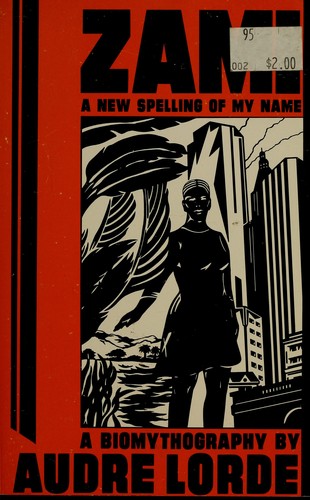 ZAMI
95
002 $2.00
A NEW SPELLING OF MY NAME
A BIOMYTHOGRAPHY BY
AUDRE LORDE